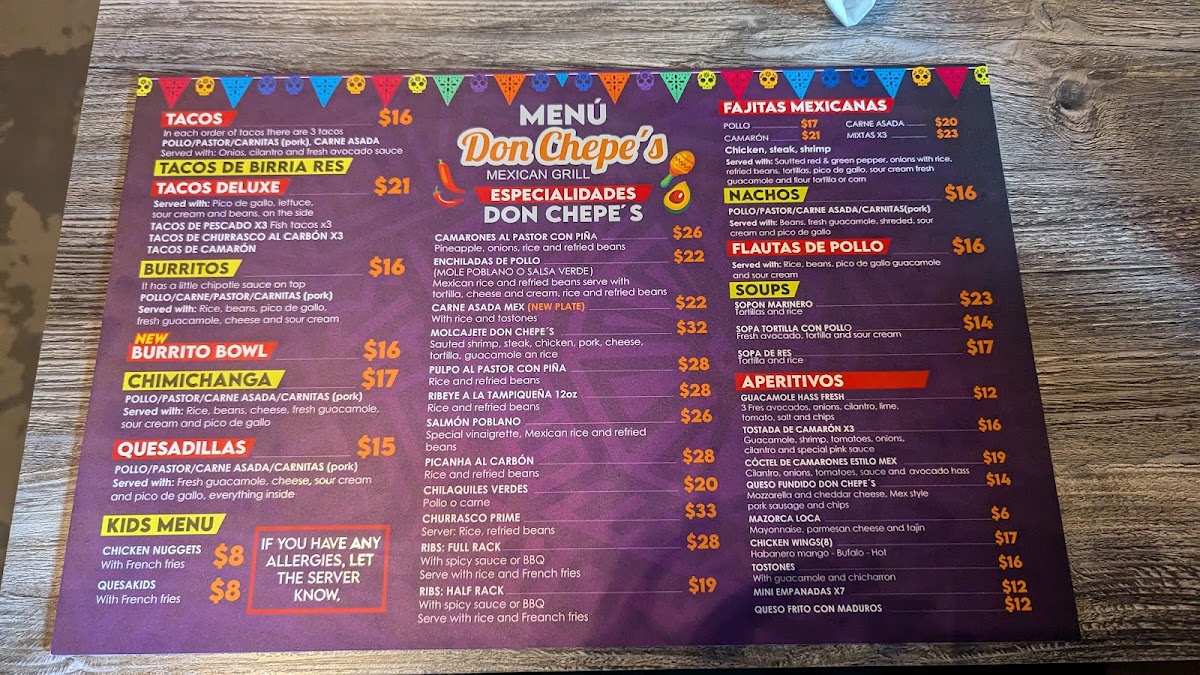 TACOS $16
In each order of tacos there are 3 tacos
POLLO/PASTOR/CARNITAS (pork), CARNE ASADA
Served with: Onios, cilantro and fresh avocado sauce
TACOS DE BIRRIA RES
TACOS DELUXE $21
Served with: Pico de gallo, lettuce,
sour cream and beans, on the side
TACOS DE PESCADO X3 Fish tacos x3
TACOS DE CHURRASCO AL CARBÓN X3
TACOS DE CAMARÓN
BURRITOS $16
It has a little chipotle sauce on top
POLLO/CARNE/PASTOR/CARNITAS (pork)
Served with: Rice, beans, pico de gallo,
fresh guacamole, cheese and sour cream
NEW
BURRITO BOWL $16
CHIMICHANGA $17
POLLO/PASTOR/CARNE ASADA/CARNITAS (pork)
Served with: Rice, beans, cheese, fresh guacamole,
sour cream and pico de gallo
QUESADILLAS $15
POLLO/PASTOR/CARNE ASADA/CARNITAS (pork)
Served with: Fresh guacamole, cheese, sour cream
and pico de gallo, everything inside
KIDS MENU
CHICKEN NUGGETS $8
With French fries
QUESAKIDS $8
With French fries
IF YOU HAVE ANY
ALLERGIES, LET
THE SERVER
KNOW.
MENÚ
Don Chepe's
MEXICAN GRILL
ESPECIALIDADES
DON CHEPE´S
CAMARONES AL PASTOR CON PIÑA $26
Pineapple, onions, rice and refried beans
ENCHILADAS DE POLLO $22
(MOLE POBLANO O SALSA VERDE)
Mexican rice and refried beans serve with
tortilla, cheese and cream, rice and refried beans
CARNE ASADA MEX (NEW PLATE) $22
With rice and tostones
MOLCAJETE DON CHEPE´S $32
Sauted shrimp, steak, chicken, pork, cheese,
tortilla, guacamole an rice
PULPO AL PASTOR CON PIÑA $28
Rice and refried beans
RIBEYE A LA TAMPIQUEÑA 12oz $28
Rice and refried beans
SALMÓN POBLANO $26
Special vinaigrette, Mexican rice and refried
beans
PICANHA AL CARBÓN $28
Rice and refried beans
CHILAQUILES VERDES $20
Pollo o carne
CHURRASCO PRIME $33
Server: Rice, refried beans
RIBS: FULL RACK $28
With spicy sauce or BBQ
Serve with rice and French fries
RIBS: HALF RACK $19
With spicy sauce or BBQ
Serve with rice and Freanch fries
FAJITAS MEXICANAS
POLLO $17 CARNE ASADA $20
CAMARÓN $21 MIXTAS X3 $23
Chicken, steak, shrimp
Served with: Sautted red & green pepper, onions with rice,
refried beans, tortillas, pico de gallo, sour cream fresh
guacamole and flour tortilla or corn
NACHOS $16
POLLO/PASTOR/CARNE ASADA/CARNITAS(pork)
Served with: Beans, fresh guacamole, shreded, sour
cream and pico de gallo
FLAUTAS DE POLLO $16
Served with: Rice, beans, pico de gallo guacamole
and sour cream
SOUPS
SOPON MARINERO $23
Tortillas and rice
SOPA TORTILLA CON POLLO $14
Fresh avocado, tortilla and sour cream
SOPA DE RES $17
Tortilla and rice
APERITIVOS
GUACAMOLE HASS FRESH $12
3 Fres avocados, onions, cilantro, lime,
tomato, salt and chips
TOSTADA DE CAMARÓN X3 $16
Guacamole, shrimp, tomatoes, onions,
cilantro and special pink sauce
CÓCTEL DE CAMARONES ESTILO MEX $19
Cilantro, onions, tomatoes, sauce and avocado hass
QUESO FUNDIDO DON CHEPE´S $14
Mozzarella and cheddar cheese, Mex style
pork sausage and chips
MAZORCA LOCA $6
Mayonnaise, parmesan cheese and tajin
CHICKEN WINGS(8) $17
Habanero mango - Bufalo - Hot
TOSTONES $16
With guacamole and chicharron
MINI EMPANADAS X7 $12
QUESO FRITO CON MADUROS $12